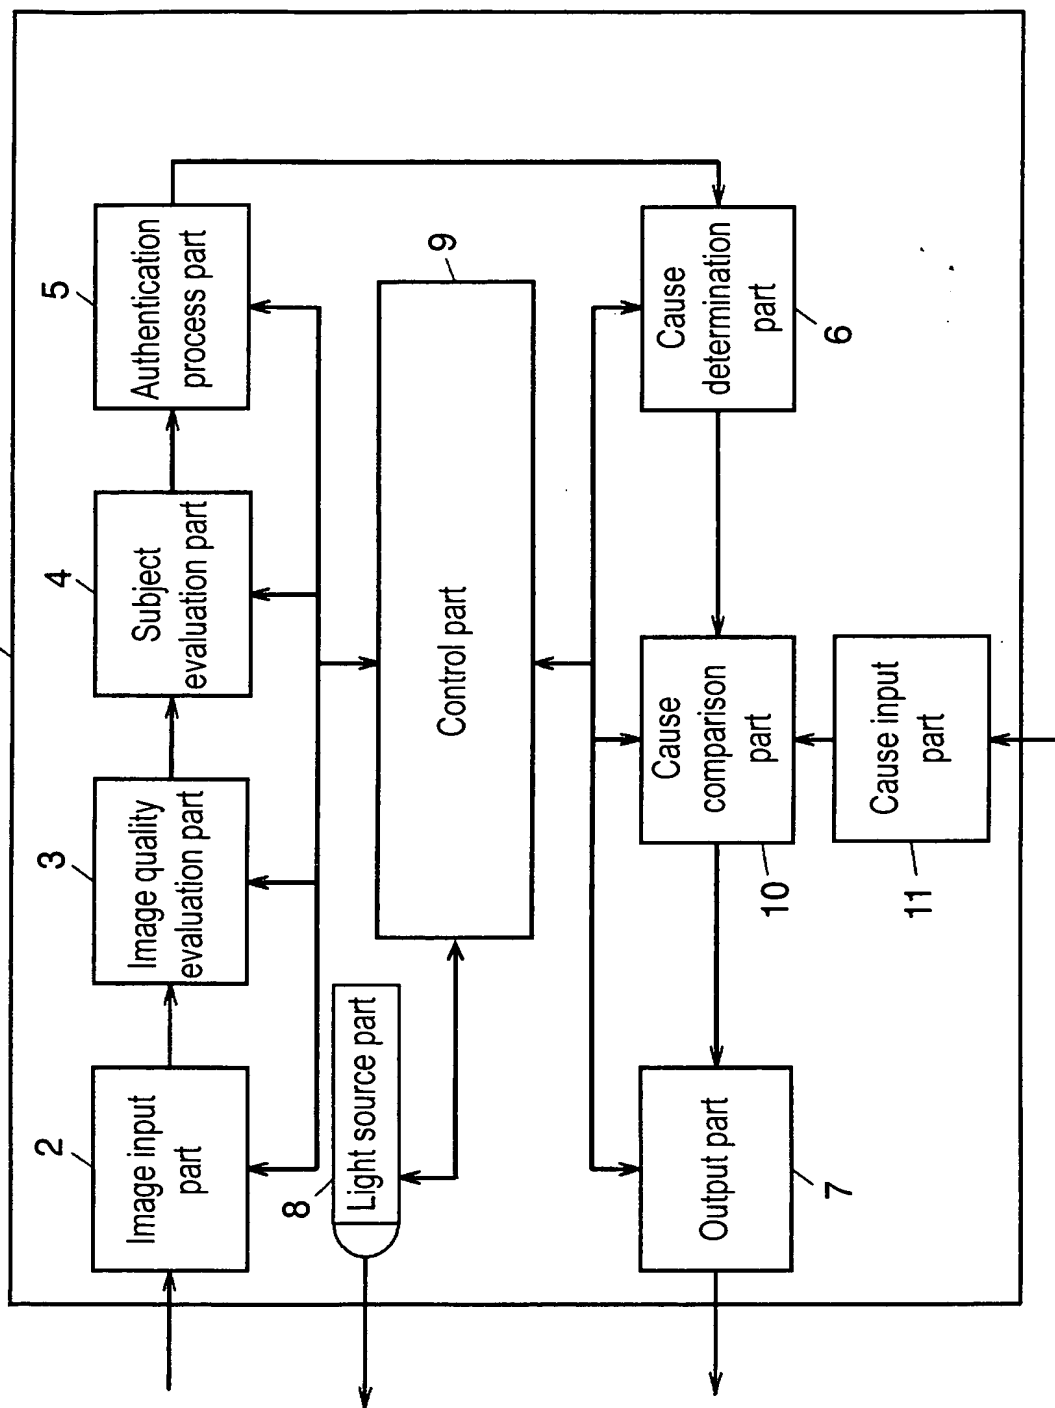 2
Image input
part
3
Image quality
evaluation part
4
Subject
evaluation part
5
Authentication
process part
8
Light source part
9
Control part
7
Output part
10
Cause
comparison
part
6
Cause
determination
part
11
Cause input
part